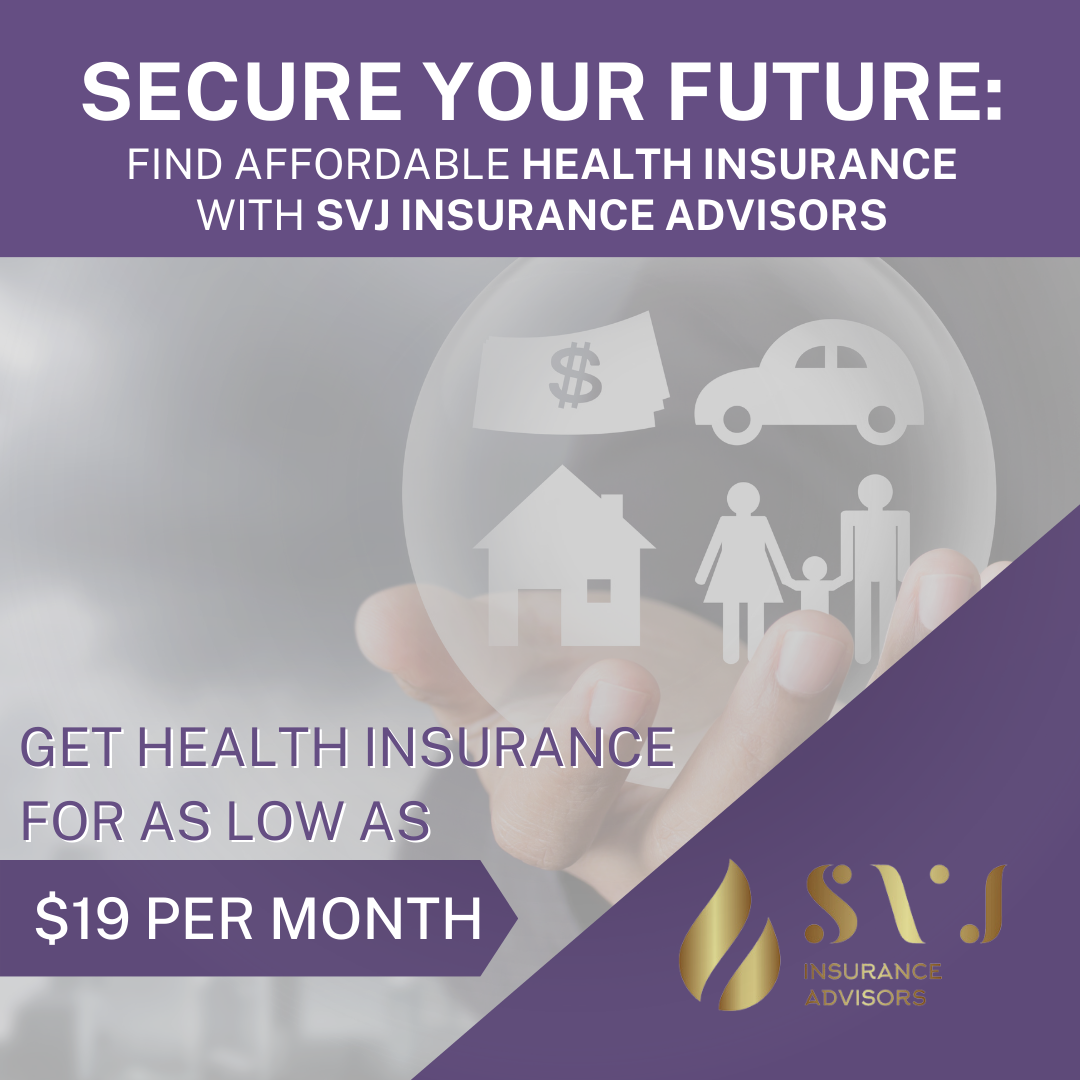 SECURE YOUR FUTURE:
FIND AFFORDABLE HEALTH INSURANCE
WITH SVJ INSURANCE ADVISORS
$
GET HEALTH INSURANCE
FOR AS LOW AS
$19 PER MONTH
SVJ
INSURANCE
ADVISORS